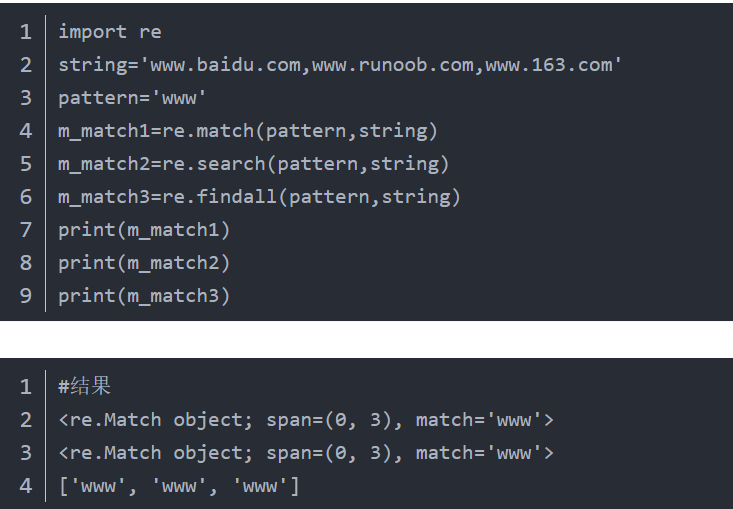 1 import re
2 string='www.baidu.com,www.runoob.com,www.163.com'
3 pattern='www'
4 m_match1=re.match(pattern,string)
5 m_match2=re.search(pattern,string)
6 m_match3=re.findall(pattern,string)
7 print(m_match1)
8 print(m_match2)
9 print(m_match3)
1 #结果
2 <re.Match object; span=(0, 3), match='www'>
3 <re.Match object; span=(0, 3), match='www'>
4 ['www', 'www', 'www']